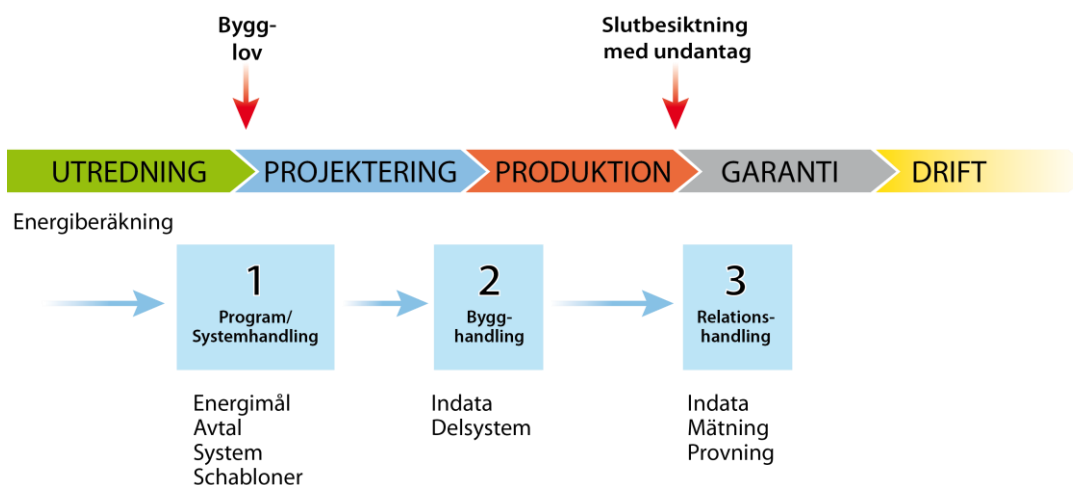 Bygg-
lov
Slutbesiktning
med undantag
UTREDNING
PROJEKTERING
PRODUKTION
GARANTI
DRIFT
Energiberäkning
1
Program/
Systemhandling
2
Bygg-
handling
3
Relations-
handling
Energimål
Avtal
System
Schabloner
Indata
Delsystem
Indata
Mätning
Provning